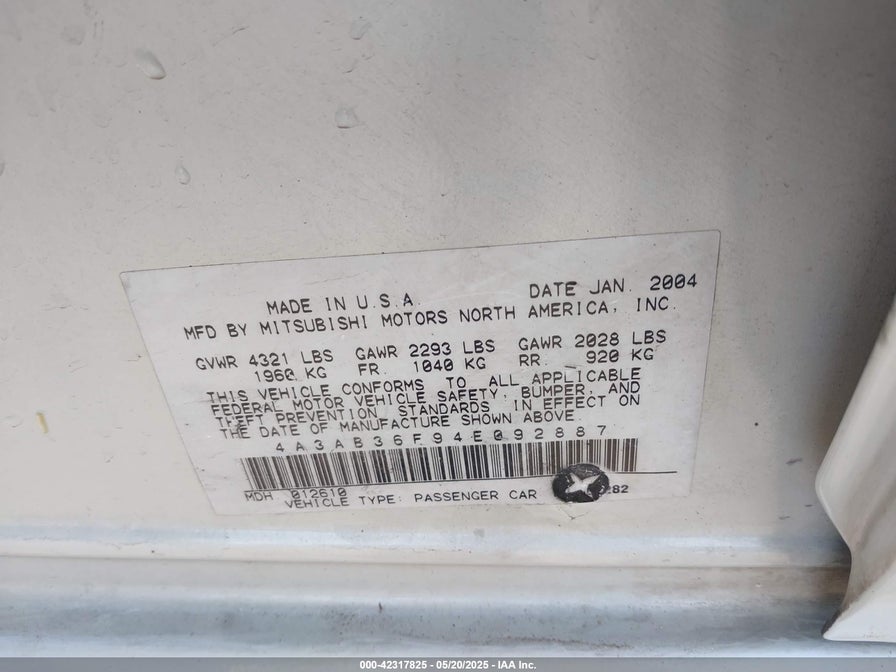 MADE IN U.S.A. DATE JAN. 2004
MFD BY MITSUBISHI MOTORS NORTH AMERICA, INC.
GVWR 4321 LBS GAWR 2293 LBS GAWR 2028 LBS
1960 KG FR. 1040 KG RR. 920 KG
THIS VEHICLE CONFORMS TO ALL APPLICABLE
FEDERAL MOTOR VEHICLE SAFETY, BUMPER, AND
THEFT PREVENTION STANDARDS IN EFFECT ON
THE DATE OF MANUFACTURE SHOWN ABOVE.
4A3AB36F94E092887
MDH 012610
VEHICLE TYPE: PASSENGER CAR
000-42317825 - 05/20/2025 - IAA Inc.